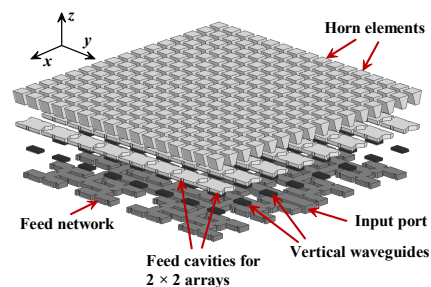 z
y
x
Horn elements
Input port
Feed network
Vertical waveguides
Feed cavities for
2 × 2 arrays